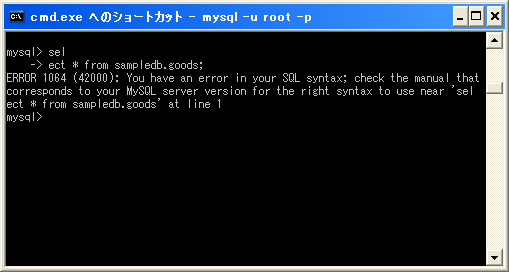 cmd.exe へのショートカット - mysql -u root -p
mysql> sel
    -> ect * from sampledb.goods;
ERROR 1064 (42000): You have an error in your SQL syntax; check the manual that
corresponds to your MySQL server version for the right syntax to use near 'sel
ect * from sampledb.goods' at line 1
mysql>